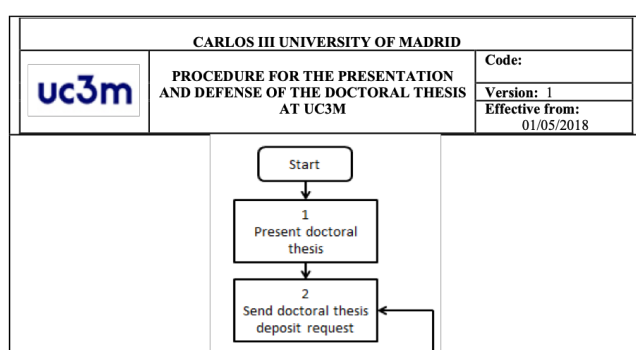 CARLOS III UNIVERSITY OF MADRID
uc3m
PROCEDURE FOR THE PRESENTATION
AND DEFENSE OF THE DOCTORAL THESIS
AT UC3M
Code:
Version: 1
Effective from:
01/05/2018
Start
1
Present doctoral
thesis
2
Send doctoral thesis
deposit request